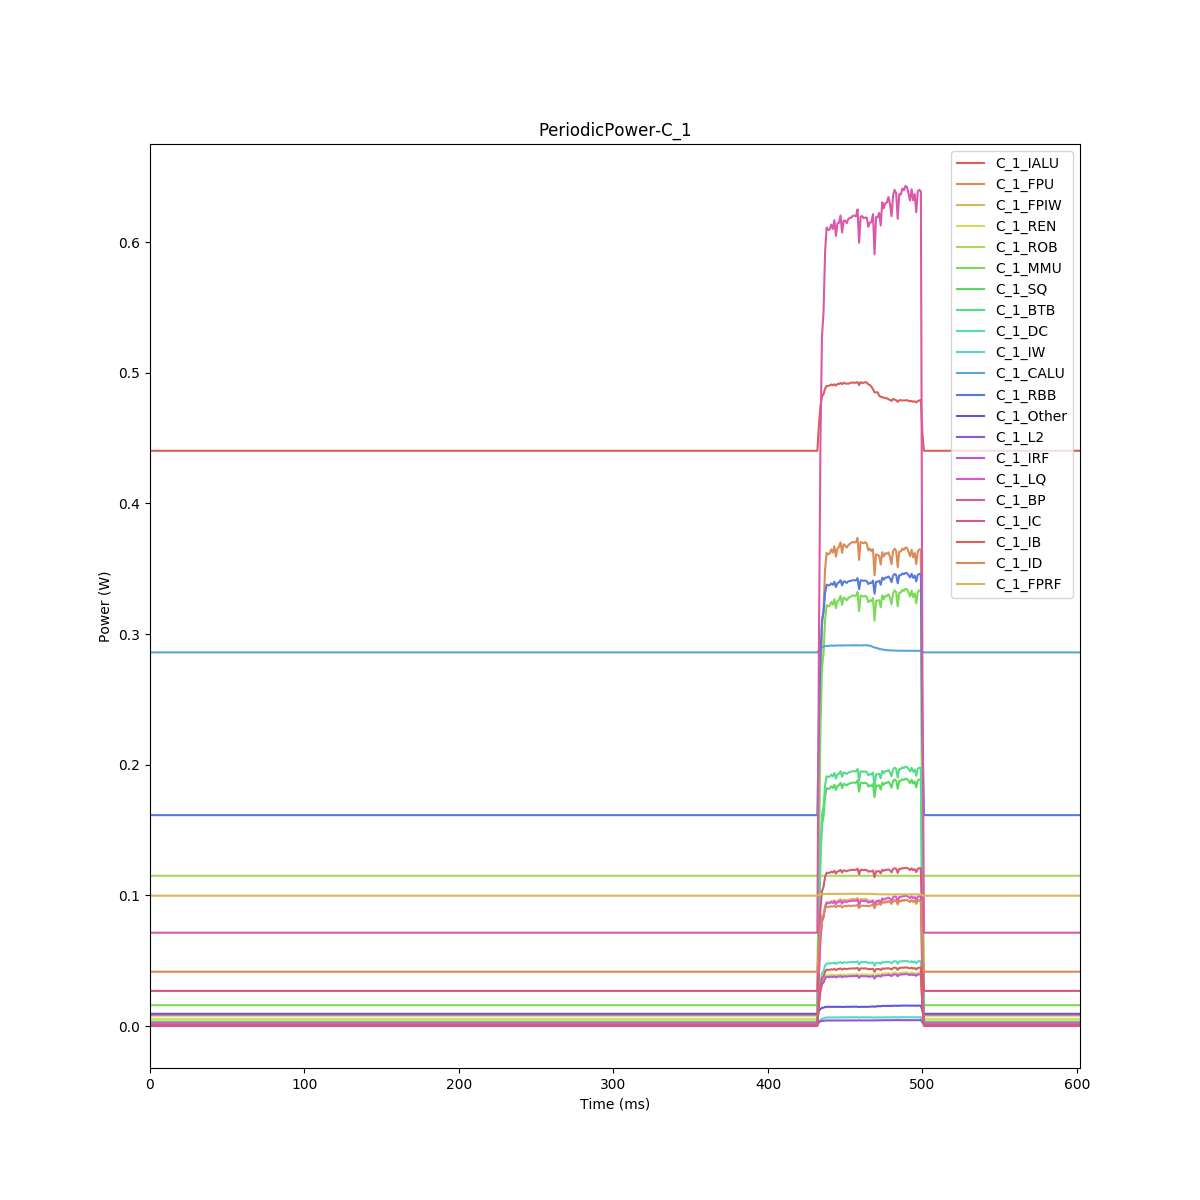 PeriodicPower-C_1
C_1_IALU
C_1_FPU
C_1_FPIW
C_1_REN
C_1_ROB
C_1_MMU
C_1_SQ
C_1_BTB
C_1_DC
C_1_IW
C_1_CALU
C_1_RBB
C_1_Other
C_1_L2
C_1_IRF
C_1_LQ
C_1_BP
C_1_IC
C_1_IB
C_1_ID
C_1_FPRF
Power (W)
0.6
0.5
0.4
0.3
0.2
0.1
0.0
0 100 200 300 400 500 600
Time (ms)